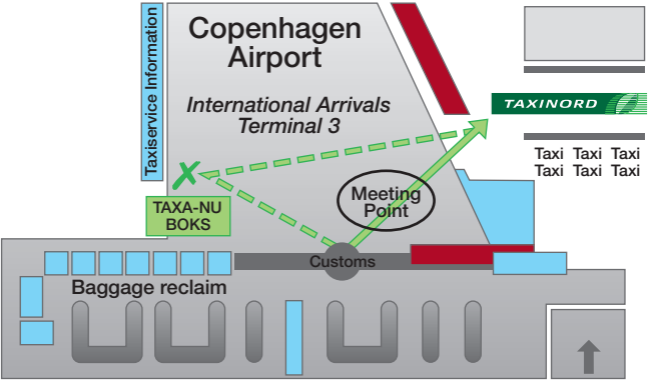 Copenhagen
Airport
International Arrivals
Terminal 3
Taxiservice Information
TAXINORD
Taxi Taxi Taxi
Taxi Taxi Taxi
TAXA-NU
BOKS
Meeting
Point
Customs
Baggage reclaim